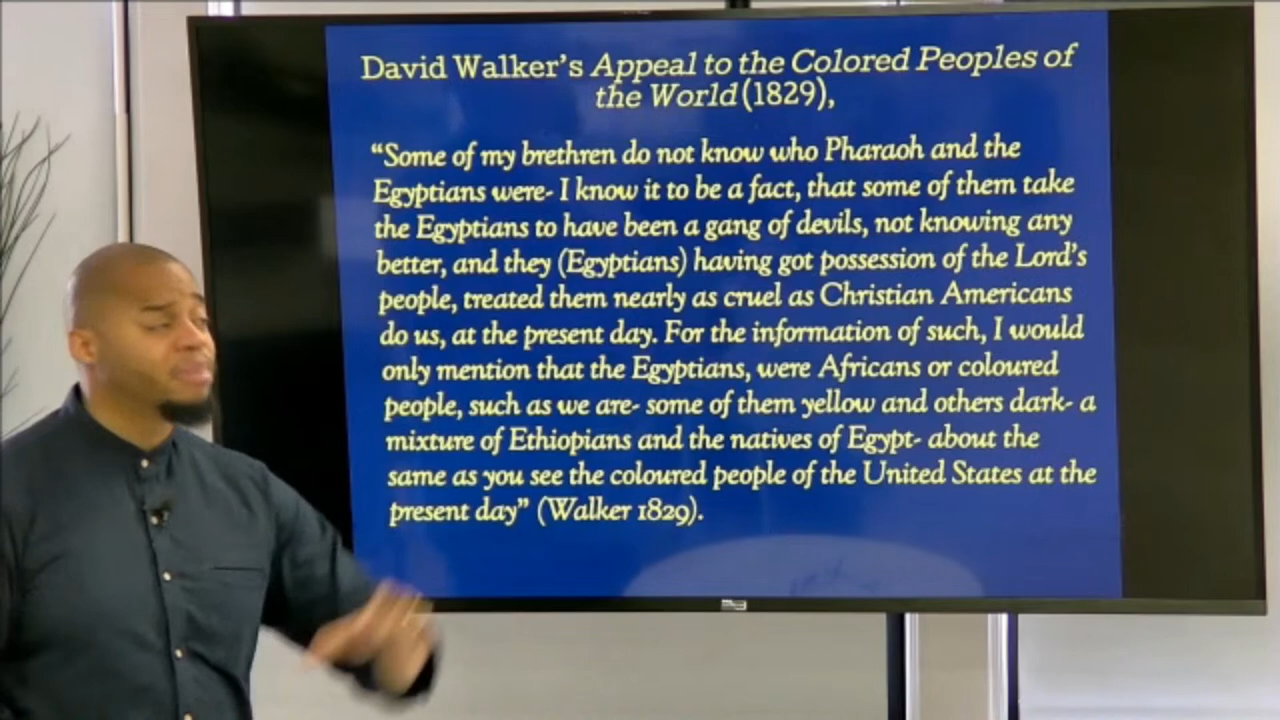 David Walker's Appeal to the Colored Peoples of
the World (1829),
“Some of my brethren do not know who Pharaoh and the
Egyptians were- I know it to be a fact, that some of them take
the Egyptians to have been a gang of devils, not knowing any
better, and they (Egyptians) having got possession of the Lord's
people, treated them nearly as cruel as Christian Americans
do us, at the present day. For the information of such, I would
only mention that the Egyptians, were Africans or coloured
people, such as we are- some of them yellow and others dark- a
mixture of Ethiopians and the natives of Egypt- about the
same as you see the coloured people of the United States at the
present day” (Walker 1829).